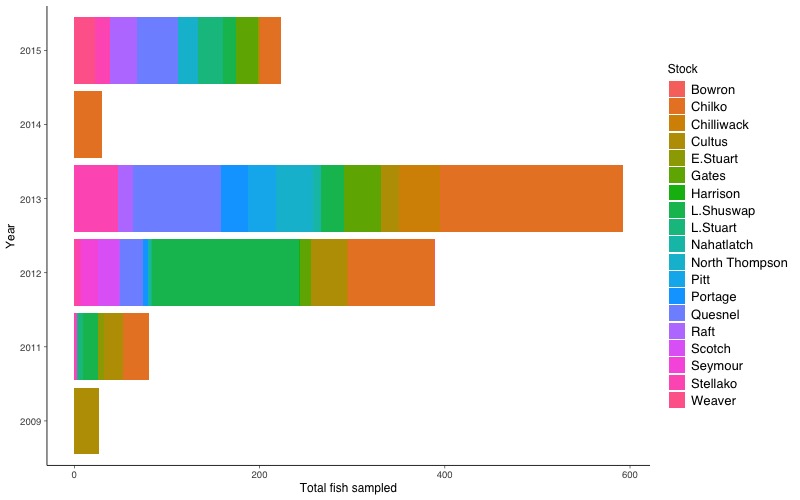 2015
2014
2013
2012
2011
2009
Year
0
200
400
600
Total fish sampled
Stock
Bowron
Chilko
Chilliwack
Cultus
E.Stuart
Gates
Harrison
L.Shuswap
L.Stuart
Nahatlatch
North Thompson
Pitt
Portage
Quesnel
Raft
Scotch
Seymour
Stellako
Weaver